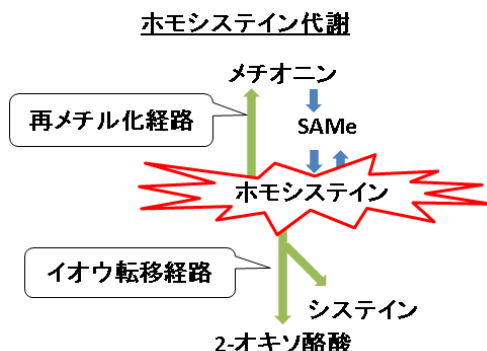 ホモシステイン代謝
メチオニン
再メチル化経路
SAMe
ホモシステイン
イオウ転移経路
システイン
2-オキソ酪酸